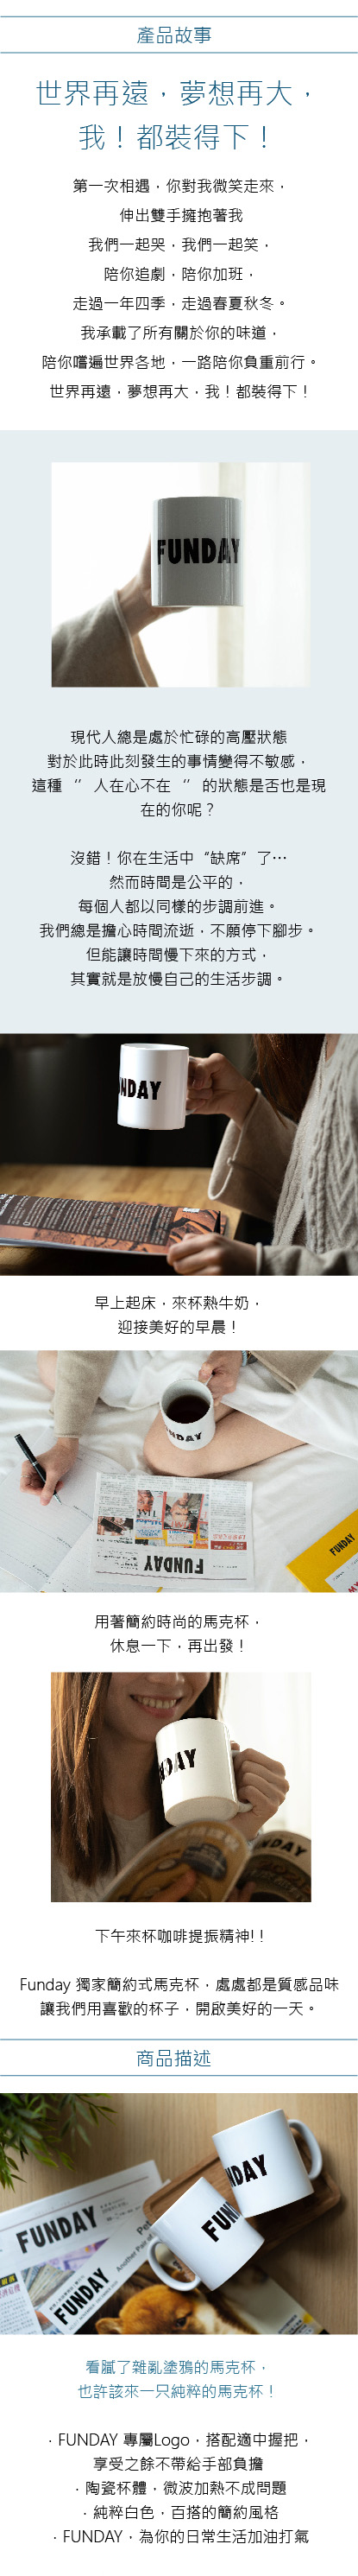 產品故事
世界再遠，夢想再大，
我！都裝得下！
第一次相遇，你對我微笑走來，
伸出雙手擁抱著我
我們一起哭，我們一起笑，
陪你追劇，陪你加班，
走過一年四季，走過春夏秋冬。
我承載了所有關於你的味道，
陪你嚐遍世界各地，一路陪你負重前行。
世界再遠，夢想再大，我！都裝得下！
FUNDAY
現代人總是處於忙碌的高壓狀態
對於此時此刻發生的事情變得不敏感，
這種 “ 人在心不在 “ 的狀態是否也是現
在的你呢？
沒錯！你在生活中“缺席”了…
然而時間是公平的，
每個人都以同樣的步調前進。
我們總是擔心時間流逝，不願停下腳步。
但能讓時間慢下來的方式，
其實就是放慢自己的生活步調。
NDAY
早上起床，來杯熱牛奶，
迎接美好的早晨！
NDAY
FUNDAY
FUNDAY
用著簡約時尚的馬克杯，
休息一下，再出發！
NDAY
下午來杯咖啡提振精神!！
Funday 獨家簡約式馬克杯，處處都是質感品味
讓我們用喜歡的杯子，開啟美好的一天。
商品描述
NDAY
FUN
FUNDAY
FUNDAY
看膩了雜亂塗鴉的馬克杯，
也許該來一只純粹的馬克杯！
．FUNDAY 專屬Logo，搭配適中握把，
享受之餘不帶給手部負擔
．陶瓷杯體，微波加熱不成問題
．純粹白色，百搭的簡約風格
．FUNDAY，為你的日常生活加油打氣